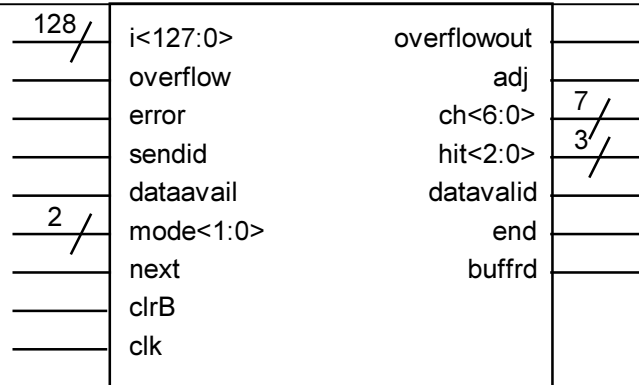 128 i<127:0> overflowout
overflow adj
error ch<6:0> 7
sendid hit<2:0> 3
dataavail datavalid
2 mode<1:0> end
next buffrd
clrB
clk